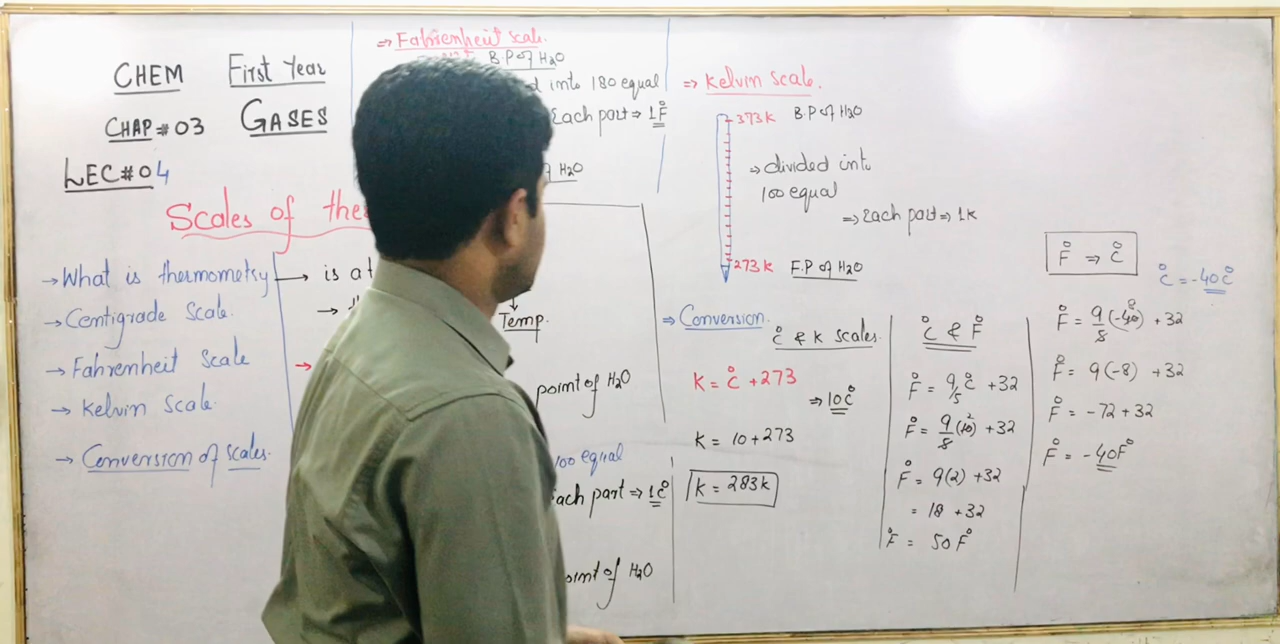 CHEM First Year
CHAP#03 GASES
LEC#04
Scales of
→ What is thermometry
→ Centigrade Scale.
→ Fahrenheit Scale
→ Kelvin Scale.
→ Conversion of scales.
⇒ Fahrenheit scale.
B.P of H2O
into 180 equal
Each part ⇒ 1F°
H2O
→ is a
Temp.
point of H2O
100 equal
each part ⇒ 1C°
point of H2O
⇒ Kelvin scale.
373K B.P of H2O
⇒ divided into
100 equal
⇒ Each part ⇒ 1K
273K F.P of H2O
⇒ Conversion.
C° & K scales.
K = C° + 273
⇒ 10C°
K = 10 + 273
K = 283K
C° & F°
F° = 9/5 C° + 32
F° = 9/5 (10) 2 + 32
F° = 9(2) + 32
= 18 + 32
F° = 50F°
F° ⇒ C°
C° = -40C°
F° = 9/5 (-40) 8 + 32
F° = 9(-8) + 32
F° = -72 + 32
F° = -40F°